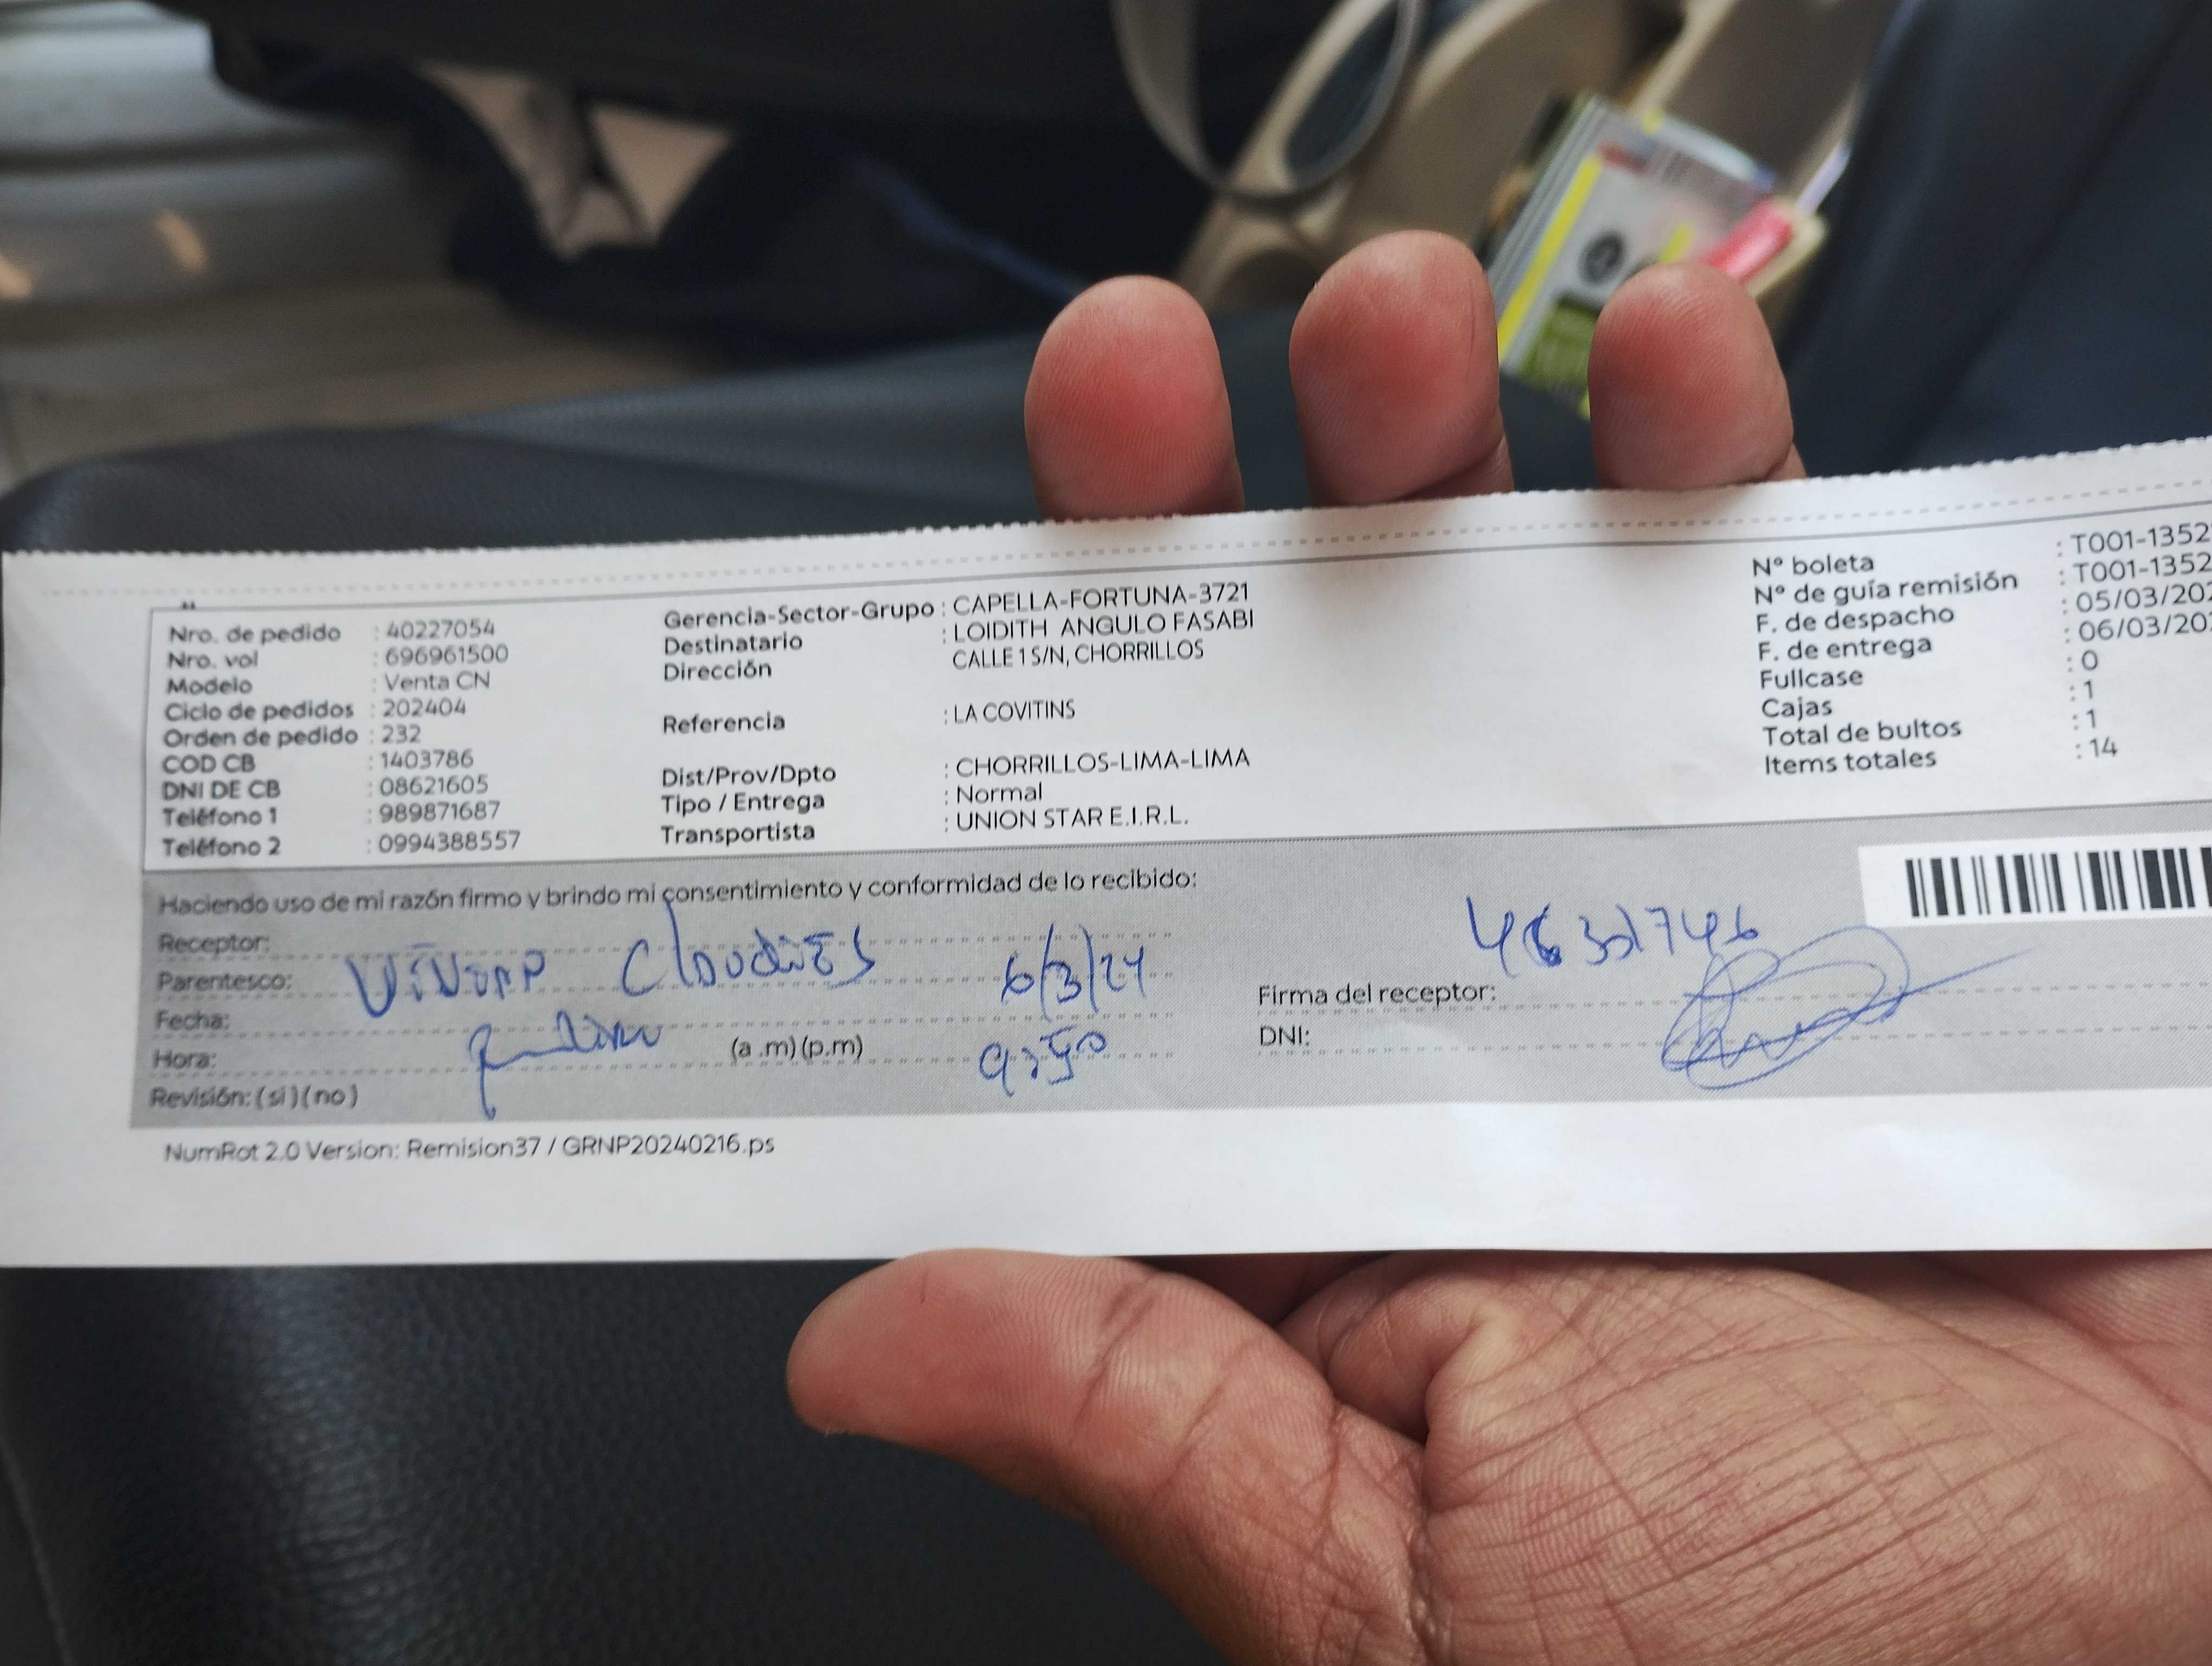 Nro. de pedido : 40227054
Nro. vol : 696961500
Modelo : Venta CN
Ciclo de pedidos : 202404
Orden de pedido : 232
COD CB : 1403786
DNI DE CB : 08621605
Teléfono 1 : 989871687
Teléfono 2 : 0994388557
Gerencia-Sector-Grupo : CAPELLA-FORTUNA-3721
Destinatario : LOIDITH ANGULO FASABI
Dirección CALLE 1 S/N, CHORRILLOS
Referencia : LA COVITINS
Dist/Prov/Dpto : CHORRILLOS-LIMA-LIMA
Tipo / Entrega : Normal
Transportista : UNION STAR E.I.R.L.
N° boleta : T001-1352
N° de guía remisión : T001-1352
F. de despacho : 05/03/202
F. de entrega : 06/03/20
Fullcase : 0
Cajas : 1
Total de bultos : 1
Items totales : 14
Haciendo uso de mi razón firmo y brindo mi consentimiento y conformidad de lo recibido:
Receptor:
Parentesco: 6/3/24
Fecha:
Hora: (a .m) (p.m) 9:50
Revisión: ( si ) ( no )
Firma del receptor:
DNI:
NumRot 2.0 Version: Remision37 / GRNP20240216.ps